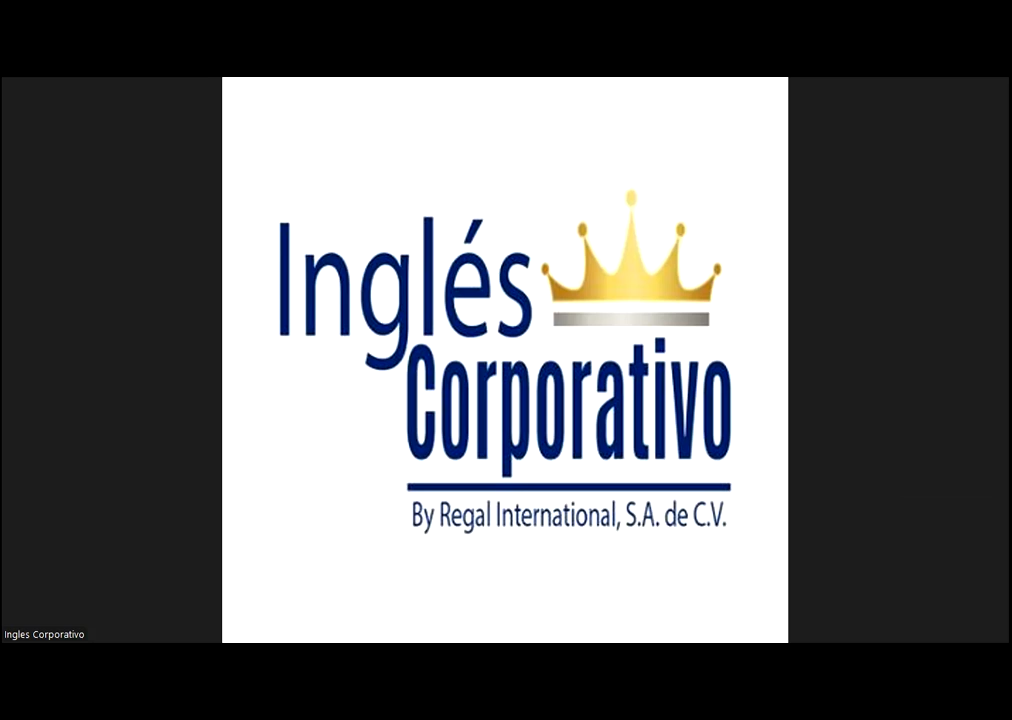 Inglés
Corporativo
By Regal International, S.A. de C.V.
Ingles Corporativo